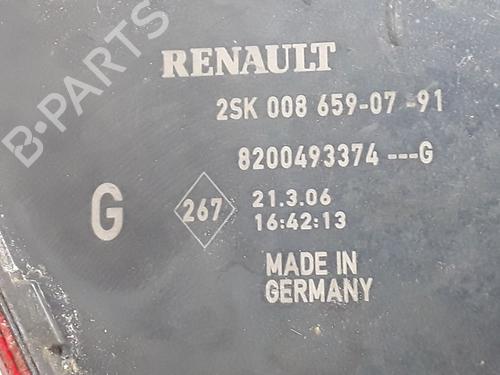 B-PARTS
RENAULT
2SK 008 659-07-91
8200493374---G
G
267
21.3.06
16:42:13
MADE IN
GERMANY